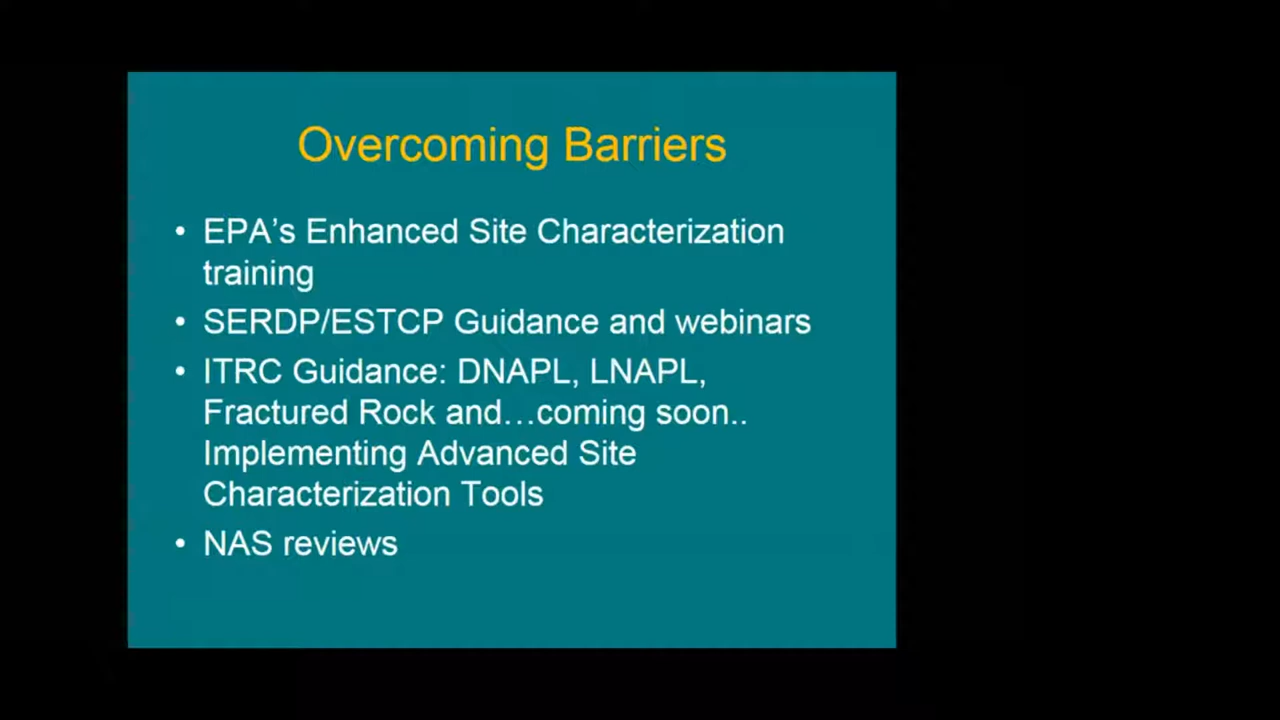 Overcoming Barriers
• EPA’s Enhanced Site Characterization
training
• SERDP/ESTCP Guidance and webinars
• ITRC Guidance: DNAPL, LNAPL,
Fractured Rock and…coming soon..
Implementing Advanced Site
Characterization Tools
• NAS reviews